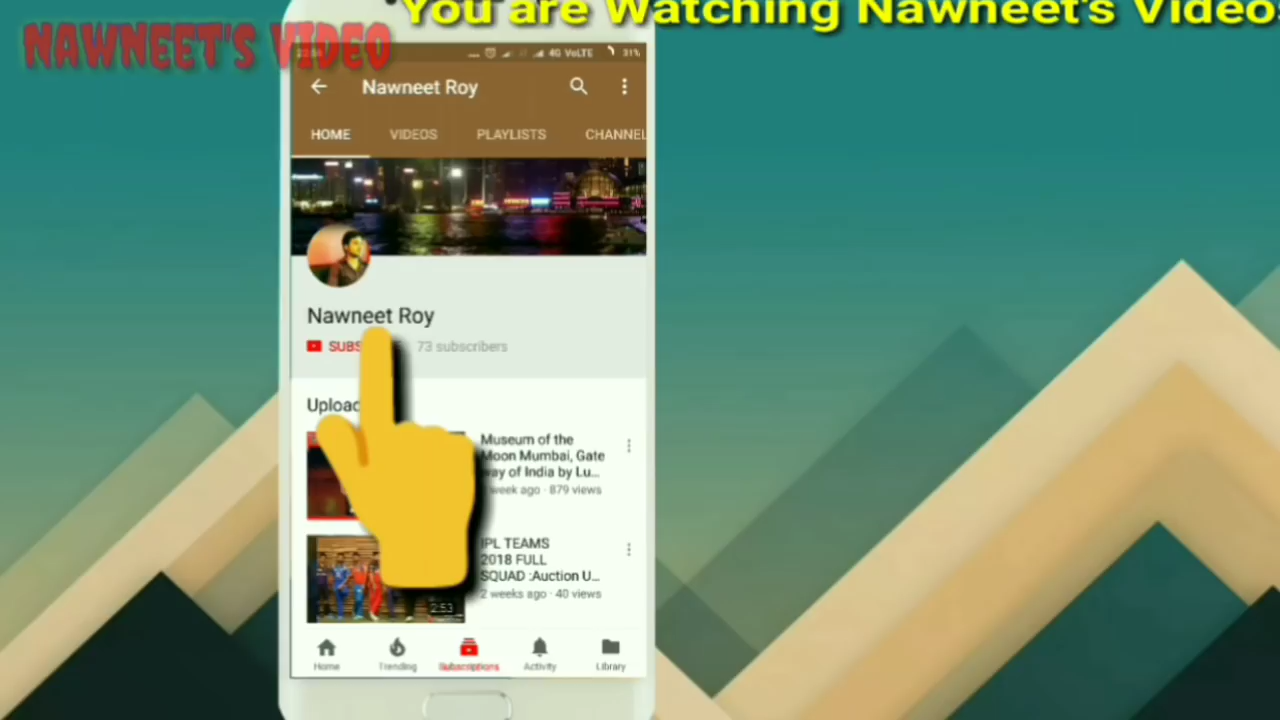 You are Watching Nawneet's Videos
NAWNEET'S VIDEO
4G VoLTE 31%
Nawneet Roy
HOME VIDEOS PLAYLISTS CHANNEL
Nawneet Roy
SUBS 73 subscribers
Upload
Museum of the
Moon Mumbai, Gate
way of India by Lu...
week ago · 879 views
IPL TEAMS
2018 FULL
SQUAD :Auction U...
2 weeks ago · 40 views
2:53
Home Trending Subscriptions Activity Library